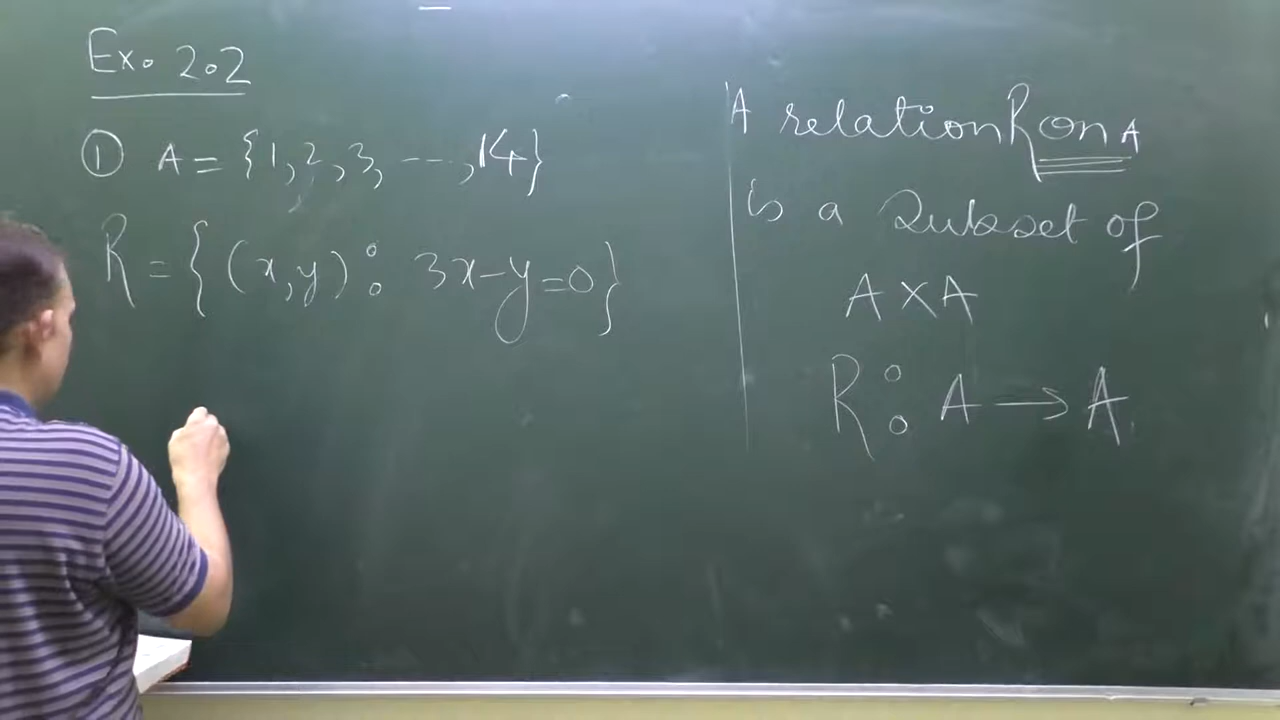 Ex. 2.2
① A = {1, 2, 3, ---, 14}
R = {(x, y) : 3x - y = 0}
A relation R on A
is a Subset of
A × A
R : A → A